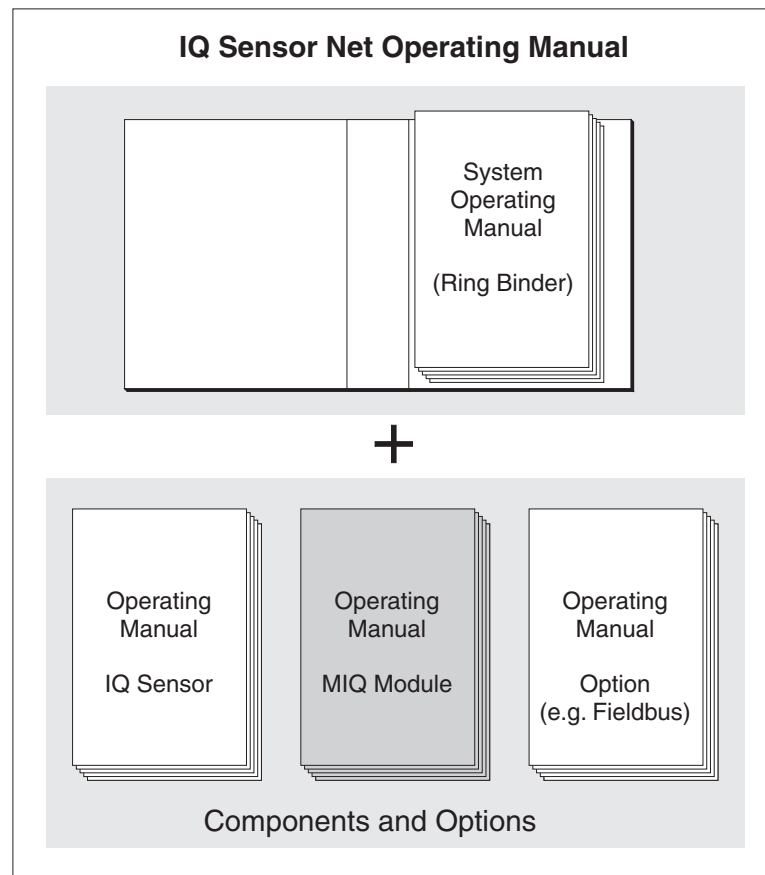 IQ Sensor Net Operating Manual
System
Operating
Manual
(Ring Binder)
+
Operating
Manual
IQ Sensor
Operating
Manual
MIQ Module
Operating
Manual
Option
(e.g. Fieldbus)
Components and Options